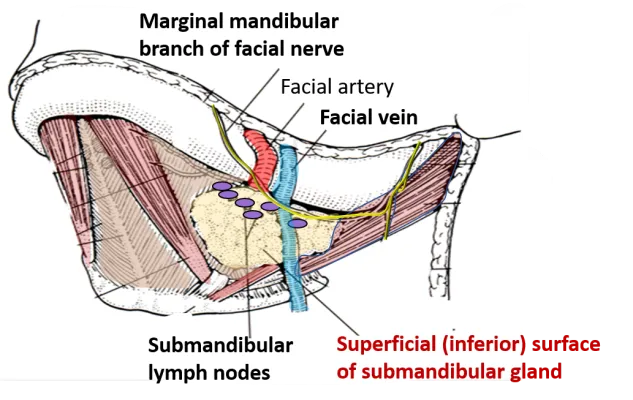 Marginal mandibular
branch of facial nerve
Facial artery
Facial vein
Submandibular
lymph nodes
Superficial (inferior) surface
of submandibular gland